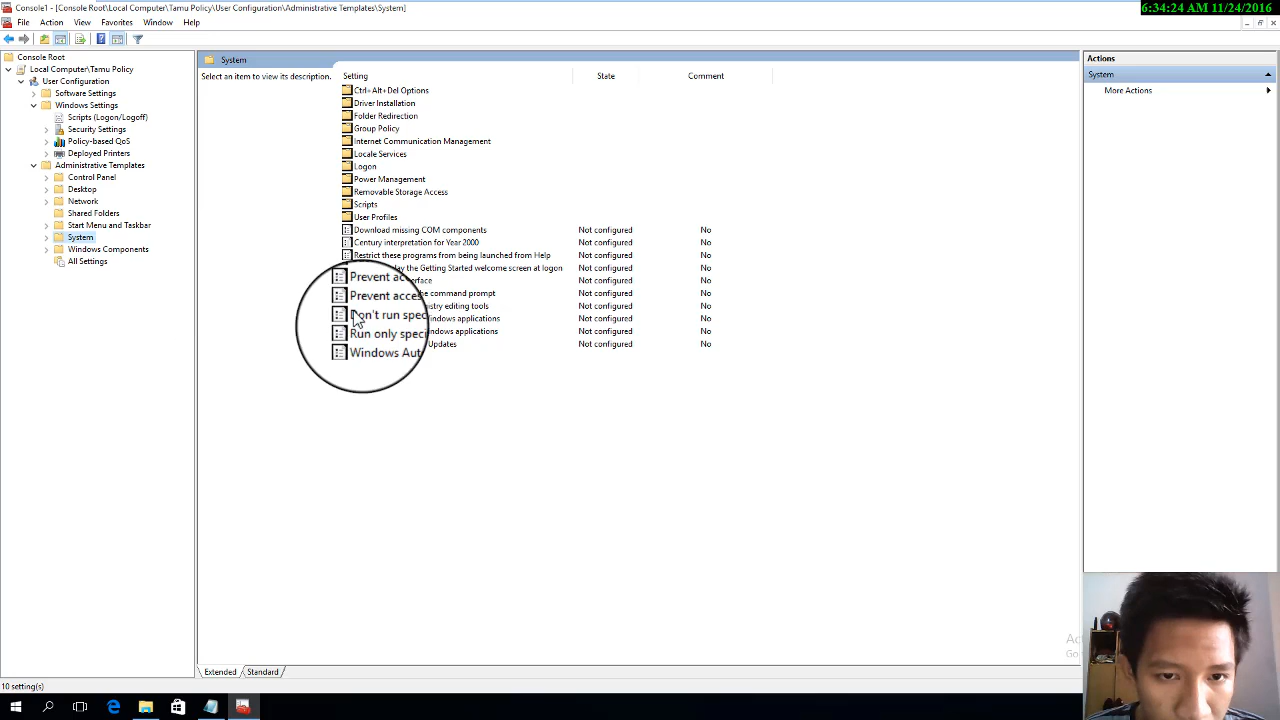 Console1 - [Console Root\Local Computer\Tamu Policy\User Configuration\Administrative Templates\System]
6:34:24 AM 11/24/2016
File Action View Favorites Window Help
Console Root
Local Computer\Tamu Policy
User Configuration
Software Settings
Windows Settings
Scripts (Logon/Logoff)
Security Settings
Policy-based QoS
Deployed Printers
Administrative Templates
Control Panel
Desktop
Network
Shared Folders
Start Menu and Taskbar
System
Windows Components
All Settings
System
Select an item to view its description.
Setting State Comment
Ctrl+Alt+Del Options
Driver Installation
Folder Redirection
Group Policy
Internet Communication Management
Locale Services
Logon
Power Management
Removable Storage Access
Scripts
User Profiles
Download missing COM components Not configured No
Century interpretation for Year 2000 Not configured No
Restrict these programs from being launched from Help Not configured No
the Getting Started welcome screen at logon Not configured No
Not configured No
command prompt Not configured No
editing tools Not configured No
applications Not configured No
applications Not configured No
Updates Not configured No
Prevent
Prevent
Don't run
Run only
Windows
Actions
System
More Actions
Extended Standard
10 setting(s)